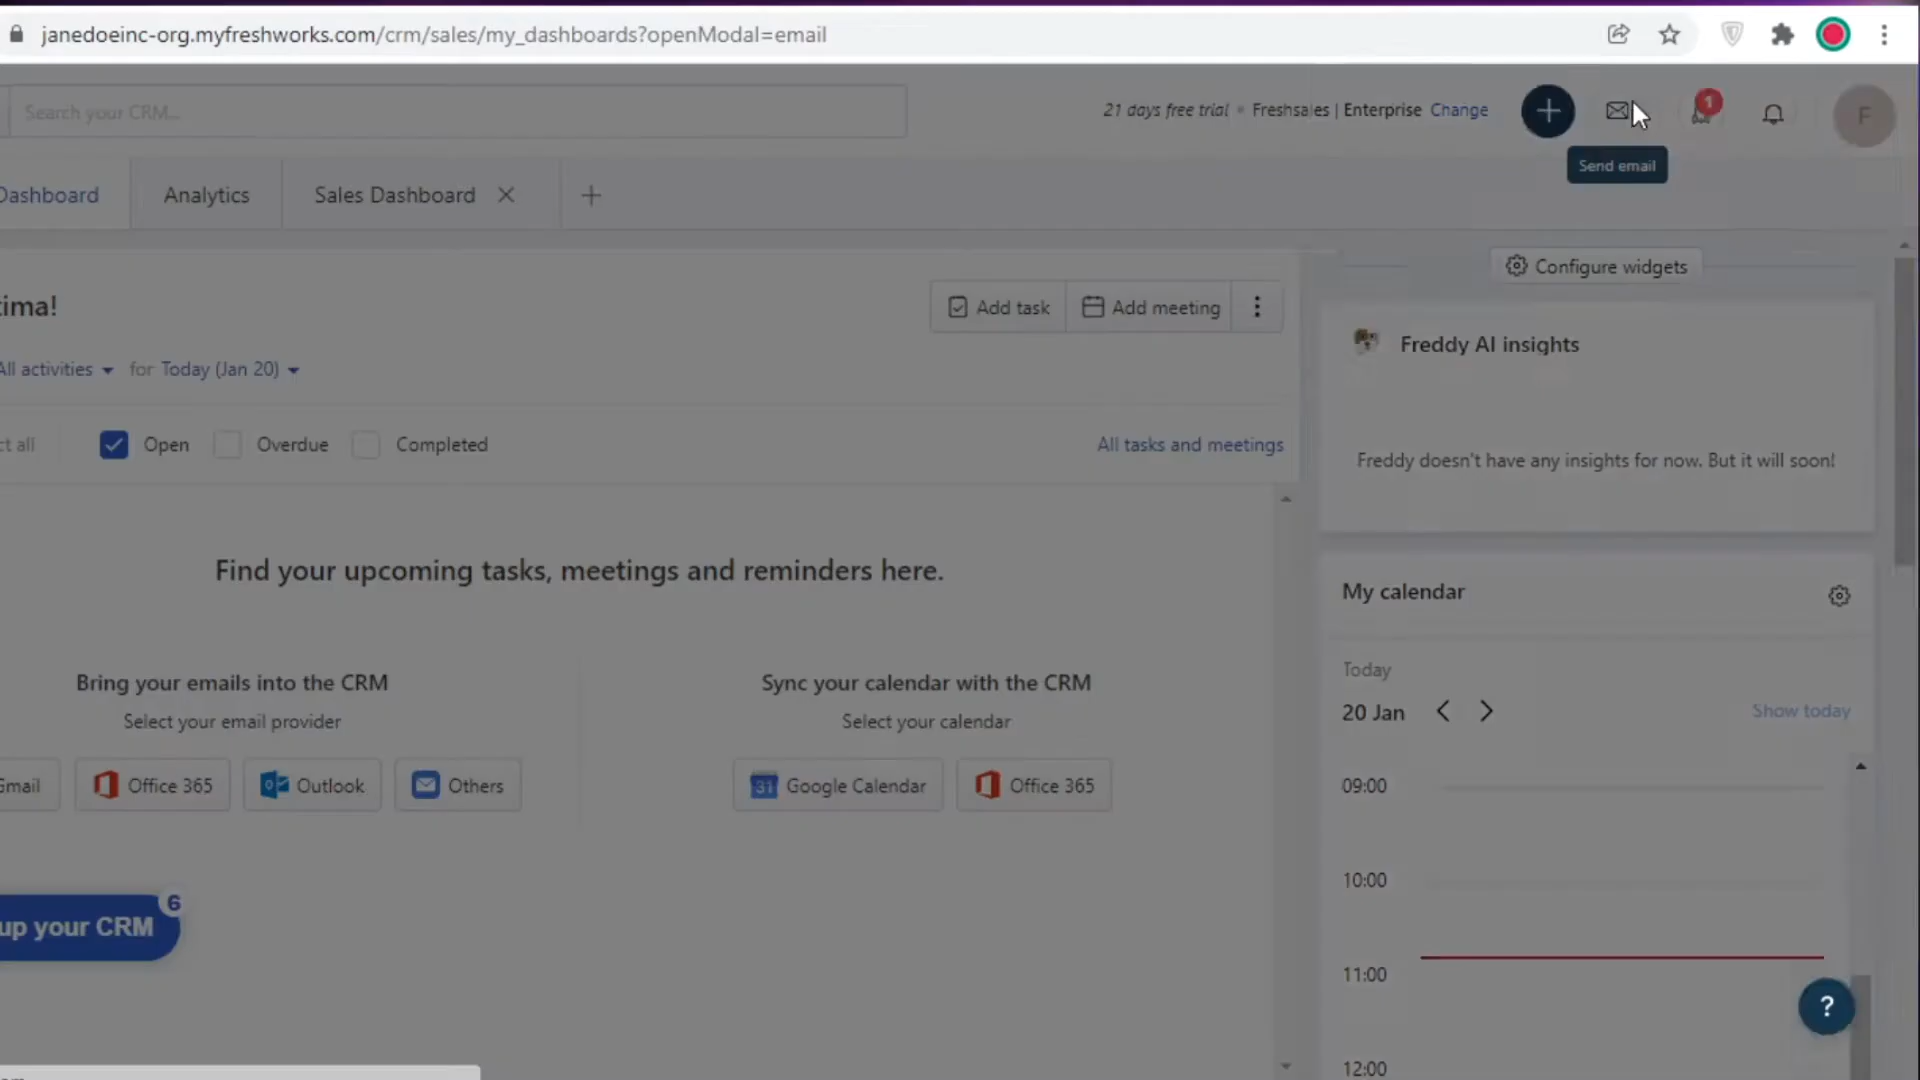 janedoeinc-org.myfreshworks.com/crm/sales/my_dashboards?openModal=email
Search your CRM...
21 days free trial • Freshsales | Enterprise Change
1
F
Send email
Dashboard
Analytics
Sales Dashboard
Configure widgets
tima!
Add task
Add meeting
Freddy AI insights
All activities
for Today (Jan 20)
ct all
Open
Overdue
Completed
All tasks and meetings
Freddy doesn't have any insights for now. But it will soon!
Find your upcoming tasks, meetings and reminders here.
My calendar
Today
20 Jan
Show today
Bring your emails into the CRM
Select your email provider
Gmail
Office 365
Outlook
Others
Sync your calendar with the CRM
Select your calendar
31 Google Calendar
Office 365
09:00
10:00
11:00
12:00
up your CRM
6
?